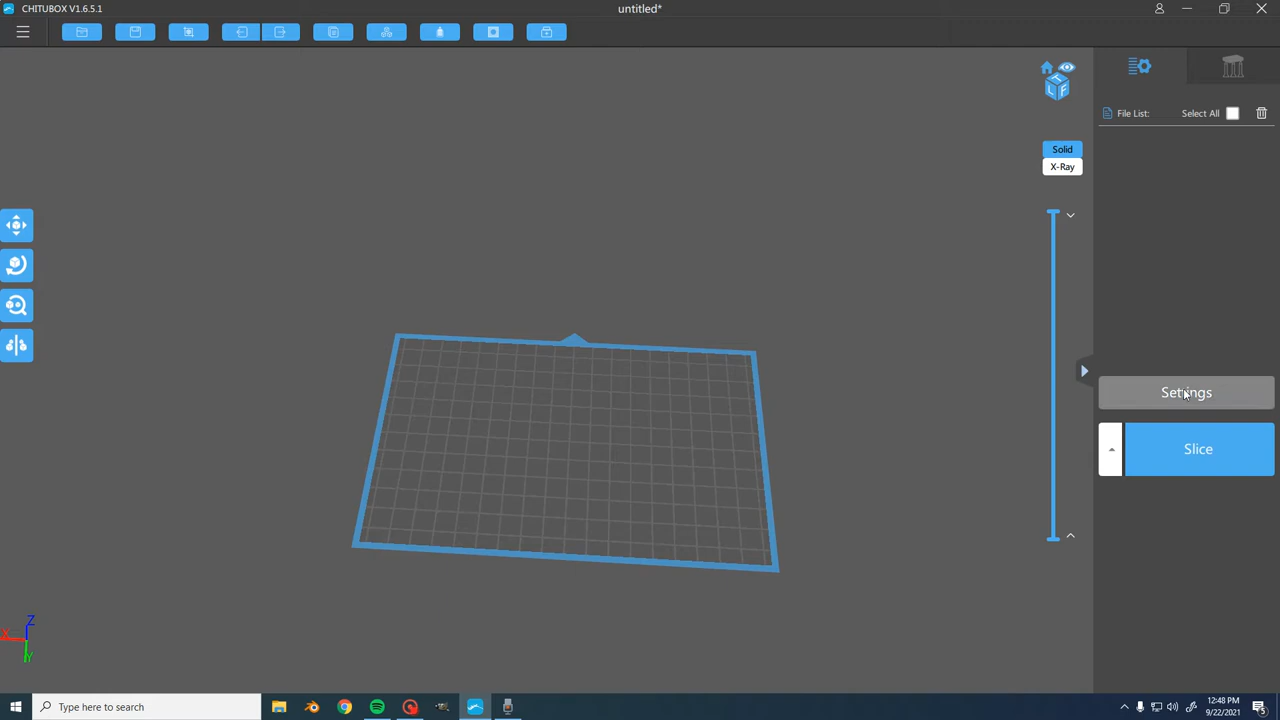 CHITUBOX V1.6.5.1
untitled*
T
L F
File List:
Select All
Solid
X-Ray
Settings
Slice
Z
X
Y
Type here to search
12:48 PM
9/22/2021
5